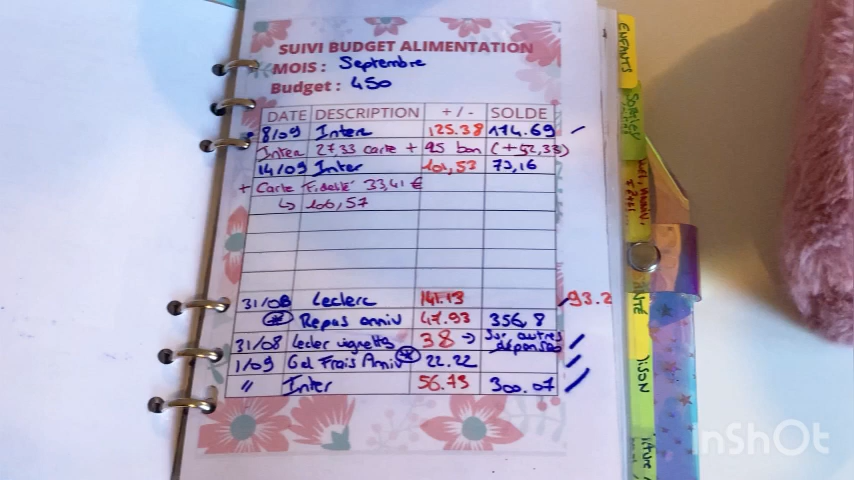 SUIVI BUDGET ALIMENTATION
MOIS : Septembre
Budget : 450
DATE DESCRIPTION +/- SOLDE
8/09 Inter 125.38 174.69
Inter 27,33 carte + 25 bon (+52,33)
14/09 Inter 101,53 73,16
+ Carte Fidelité 33,41 €
↳ 106,57
31/08 Leclerc 141.13 93.2
Repas anniv 47.93 356,8
31/08 Lecler vignettes 38 → Sur autres dépenses
1/09 Gel Frais Anniv 22.22
" Inter 56.73 300.07
ENFANTS
InShOt